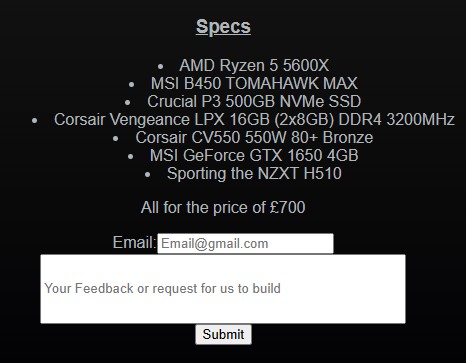 Specs
• AMD Ryzen 5 5600X
• MSI B450 TOMAHAWK MAX
• Crucial P3 500GB NVMe SSD
• Corsair Vengeance LPX 16GB (2x8GB) DDR4 3200MHz
• Corsair CV550 550W 80+ Bronze
• MSI GeForce GTX 1650 4GB
• Sporting the NZXT H510
All for the price of £700
Email: Email@gmail.com
Your Feedback or request for us to build
Submit